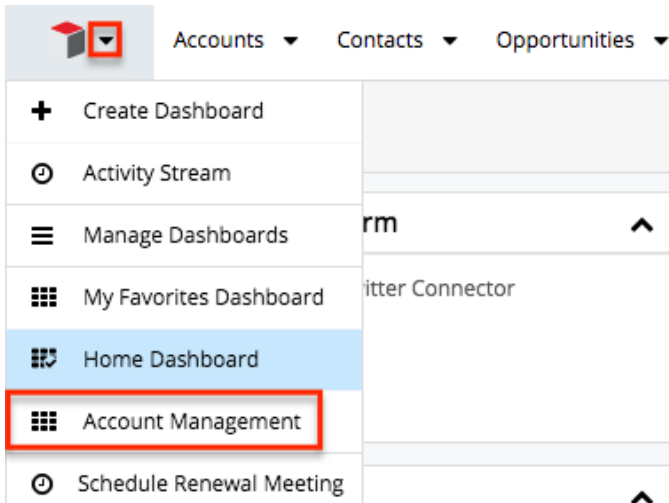 Accounts Contacts Opportunities
Create Dashboard
Activity Stream
Manage Dashboards
rm
My Favorites Dashboard
itter Connector
Home Dashboard
Account Management
Schedule Renewal Meeting